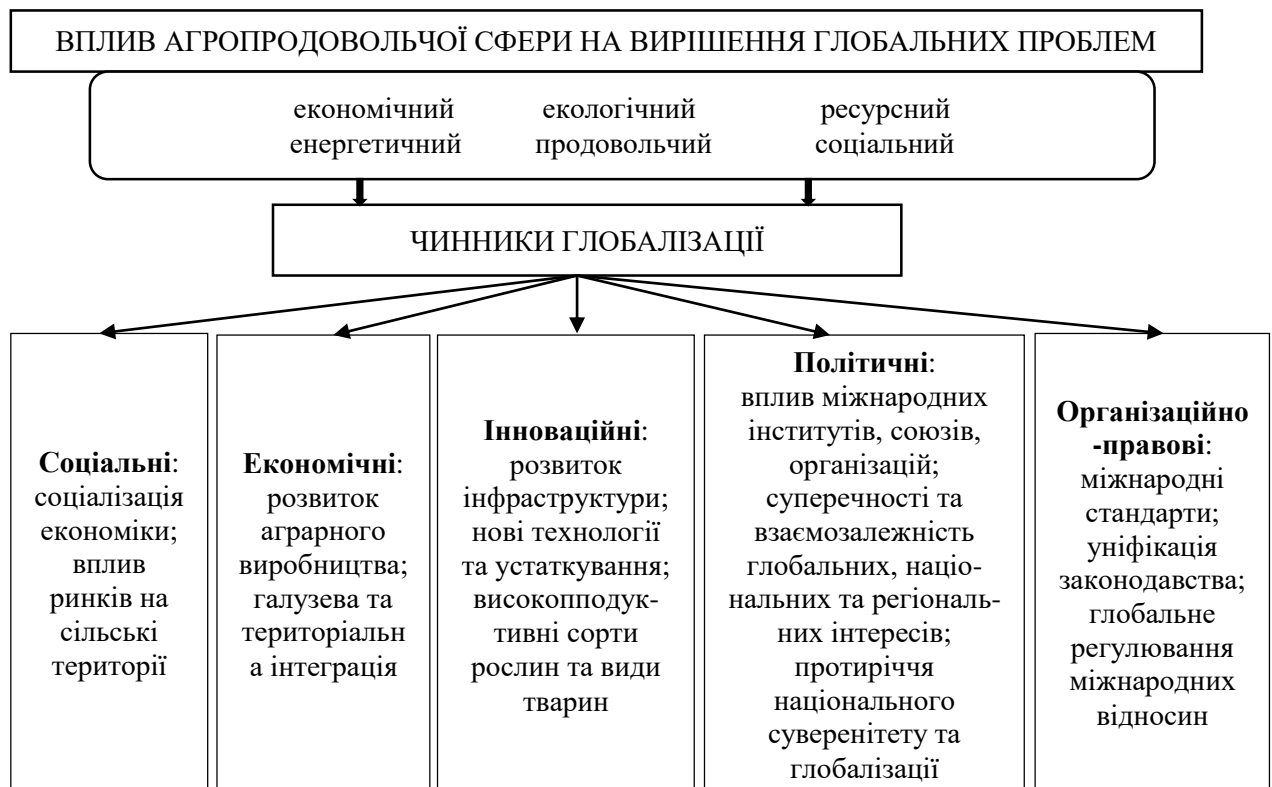 ВПЛИВ АГРОПРОДОВОЛЬЧОЇ СФЕРИ НА ВИРІШЕННЯ ГЛОБАЛЬНИХ ПРОБЛЕМ
економічний екологічний ресурсний
енергетичний продовольчий соціальний
ЧИННИКИ ГЛОБАЛІЗАЦІЇ
Соціальні:
соціалізація
економіки;
вплив
ринків на
сільські
території
Економічні:
розвиток
аграрного
виробництва;
галузева та
територіальн
а інтеграція
Інноваційні:
розвиток
інфраструктури;
нові технології
та устаткування;
високопподук-
тивні сорти
рослин та види
тварин
Політичні:
вплив міжнародних
інститутів, союзів,
організацій;
суперечності та
взаємозалежність
глобальних, націо-
нальних та регіональ-
них інтересів;
протиріччя
національного
суверенітету та
глобалізації
Організаційно
-правові:
міжнародні
стандарти;
уніфікація
законодавства;
глобальне
регулювання
міжнародних
відносин